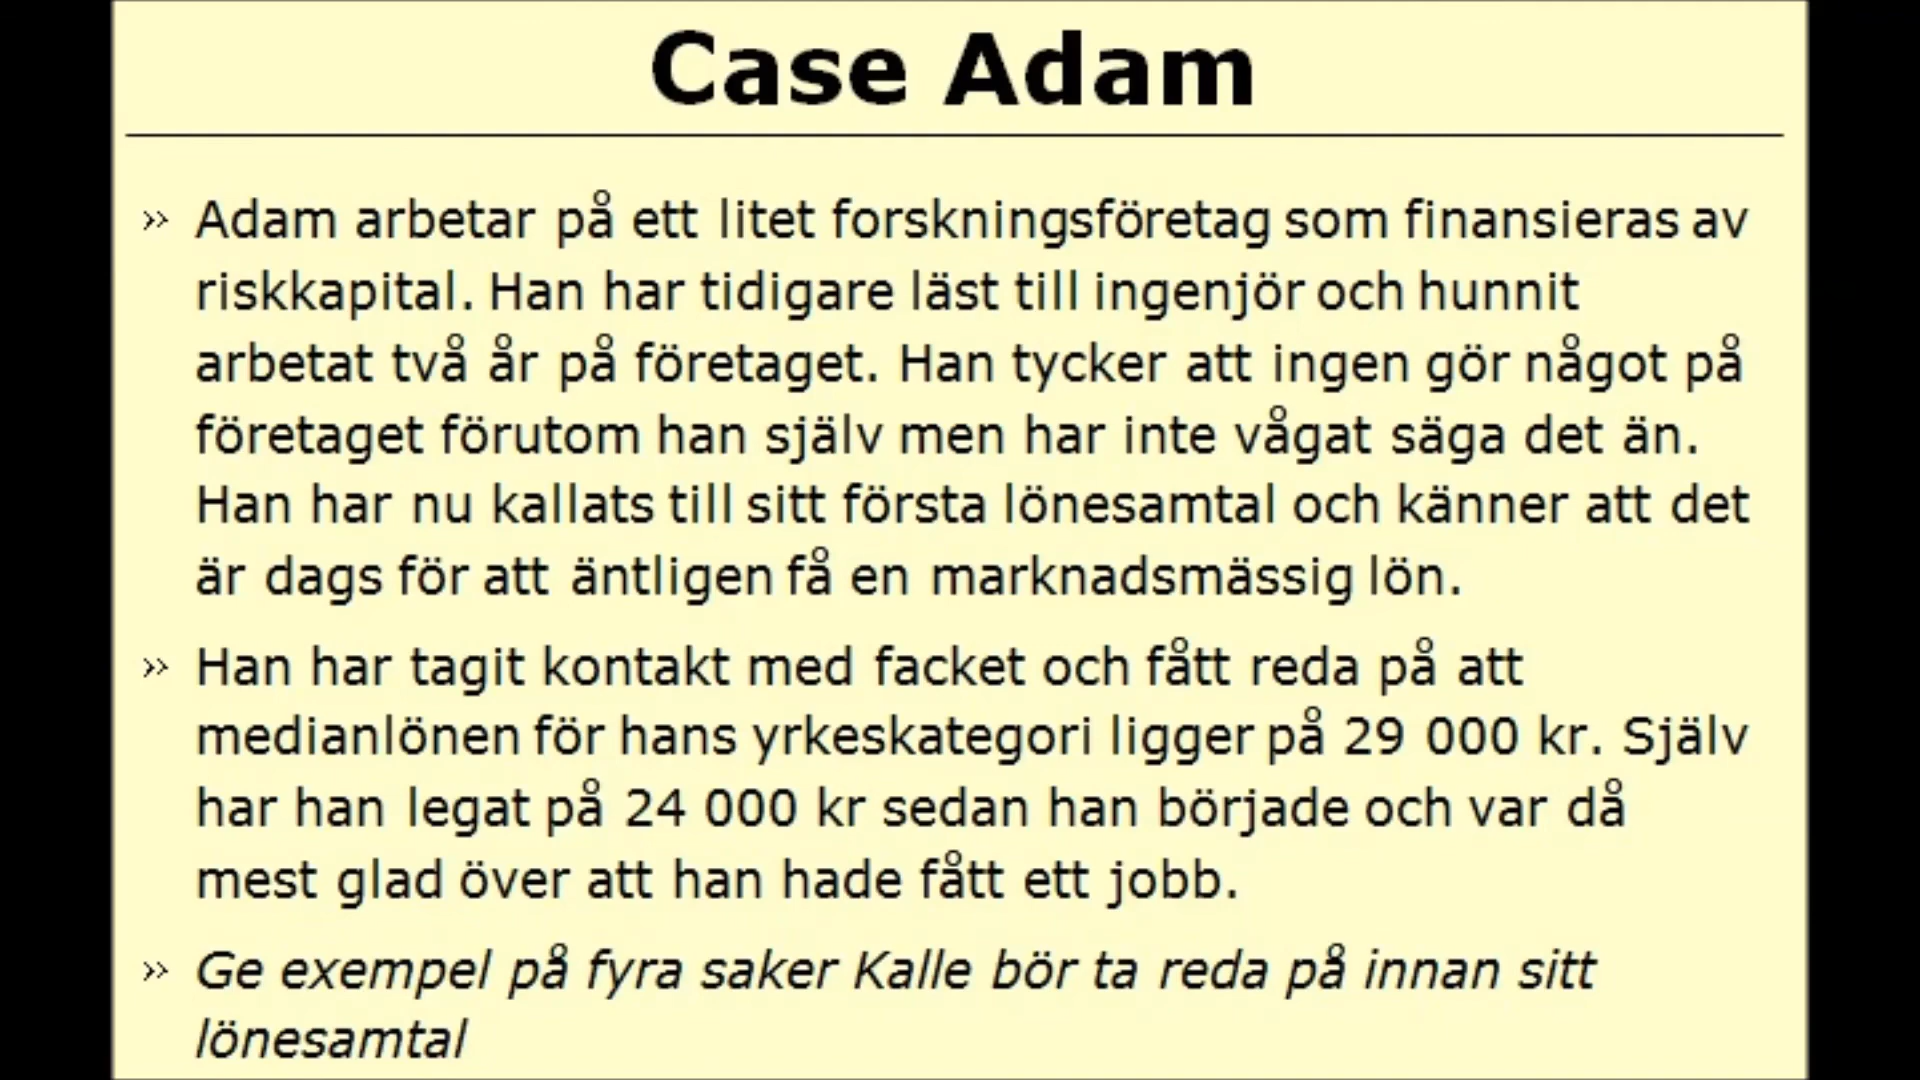 Case Adam
» Adam arbetar på ett litet forskningsföretag som finansieras av
riskkapital. Han har tidigare läst till ingenjör och hunnit
arbetat två år på företaget. Han tycker att ingen gör något på
företaget förutom han själv men har inte vågat säga det än.
Han har nu kallats till sitt första lönesamtal och känner att det
är dags för att äntligen få en marknadsmässig lön.
» Han har tagit kontakt med facket och fått reda på att
medianlönen för hans yrkeskategori ligger på 29 000 kr. Själv
har han legat på 24 000 kr sedan han började och var då
mest glad över att han hade fått ett jobb.
» Ge exempel på fyra saker Kalle bör ta reda på innan sitt
lönesamtal